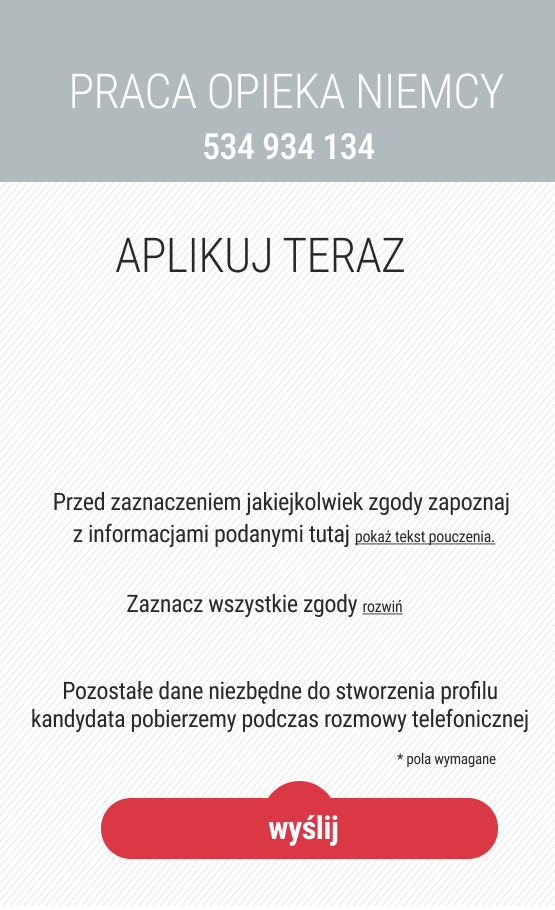 PRACA OPIEKA NIEMCY
534 934 134
APLIKUJ TERAZ
Przed zaznaczeniem jakiejkolwiek zgody zapoznaj
z informacjami podanymi tutaj pokaż tekst pouczenia.
Zaznacz wszystkie zgody rozwiń
Pozostałe dane niezbędne do stworzenia profilu
kandydata pobierzemy podczas rozmowy telefonicznej
* pola wymagane
wyślij